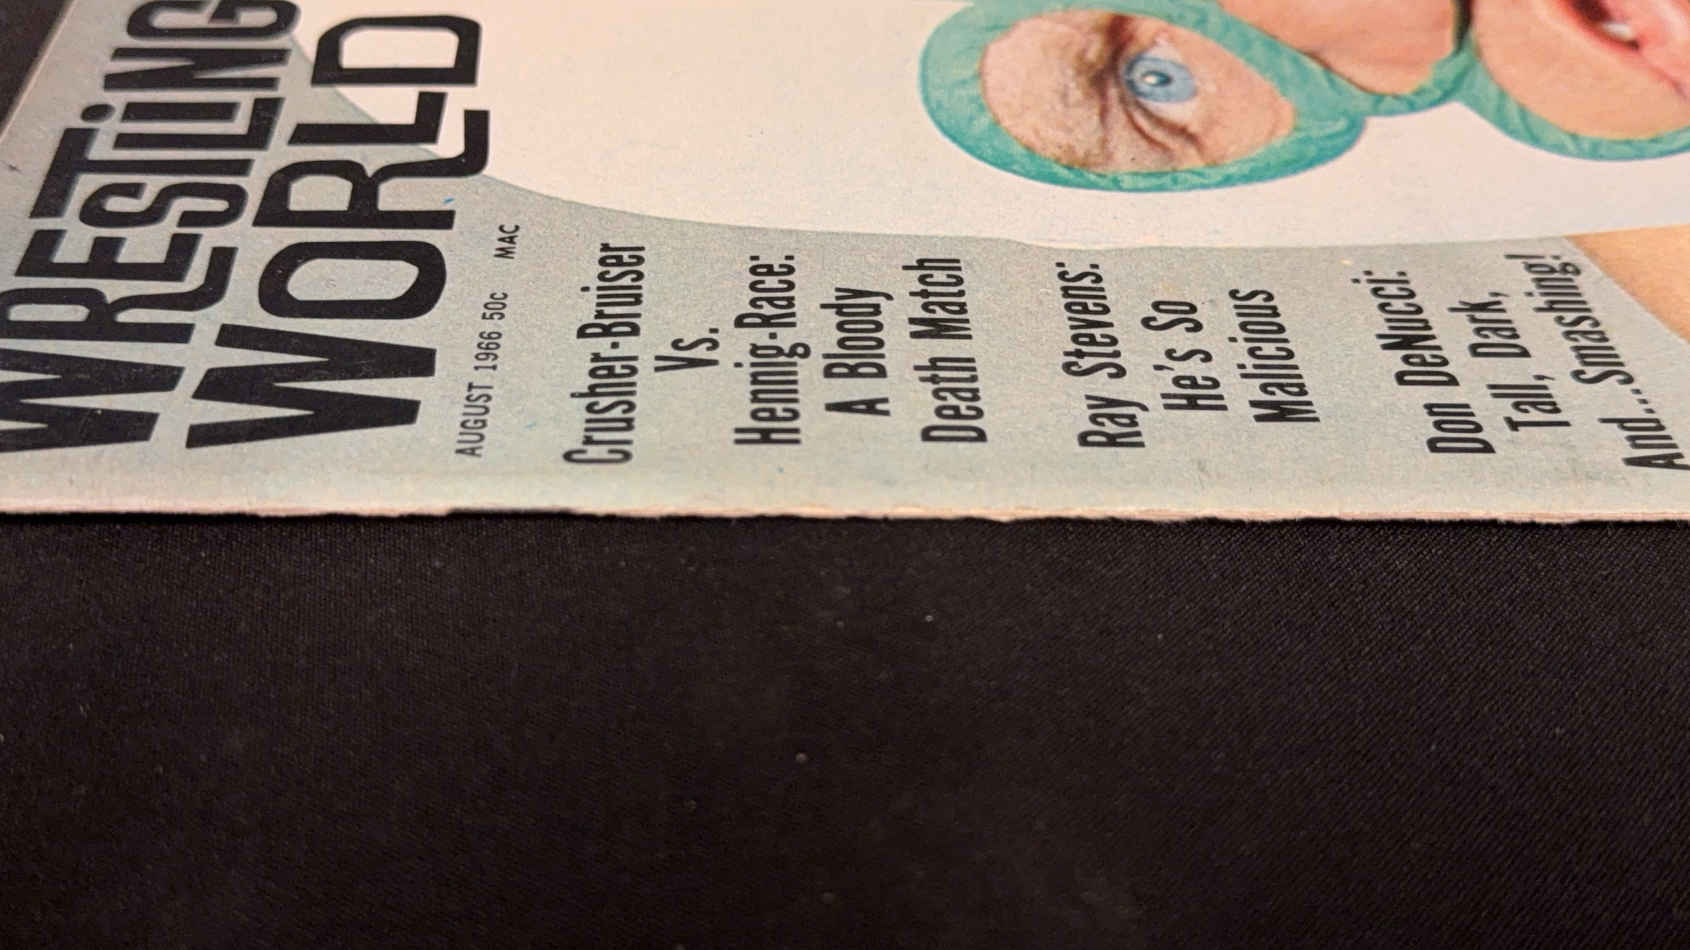 WRESTLING
WORLD
AUGUST 1966 50c MAC
Crusher-Bruiser
Vs.
Hennig-Race:
A Bloody
Death Match
Ray Stevens:
He's So
Malicious
Don DeNucci:
Tall, Dark,
And...Smashing!